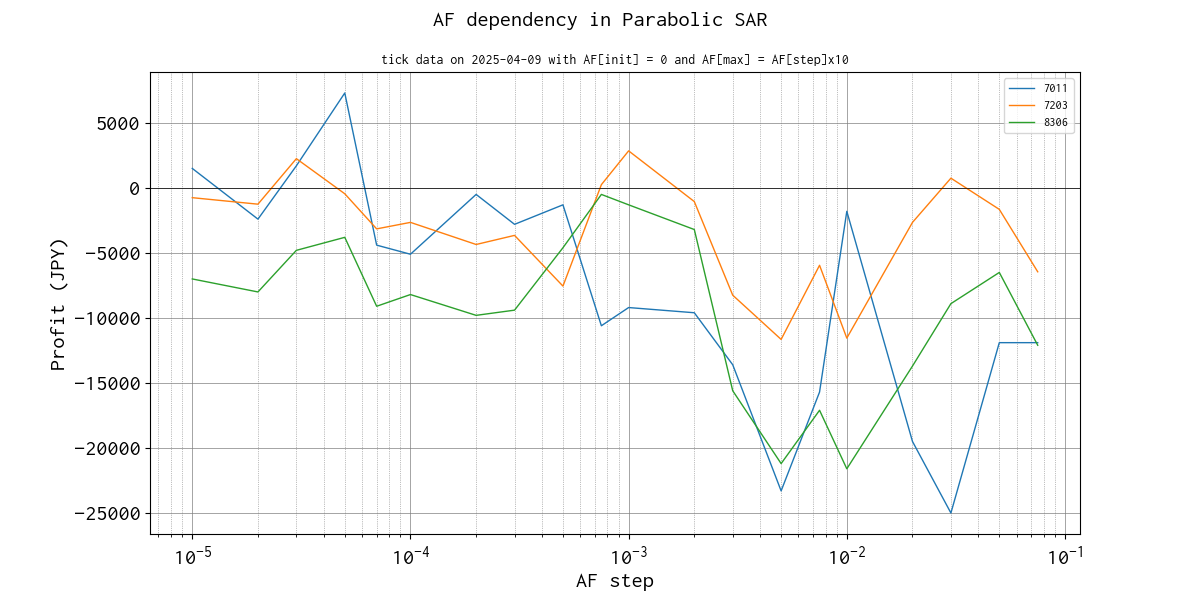 AF dependency in Parabolic SAR
tick data on 2025-04-09 with AF[init] = 0 and AF[max] = AF[step]x10
7011
7203
8306
Profit (JPY)
5000
0
−5000
−10000
−15000
−20000
−25000
10⁻⁵ 10⁻⁴ 10⁻³ 10⁻² 10⁻¹
AF step